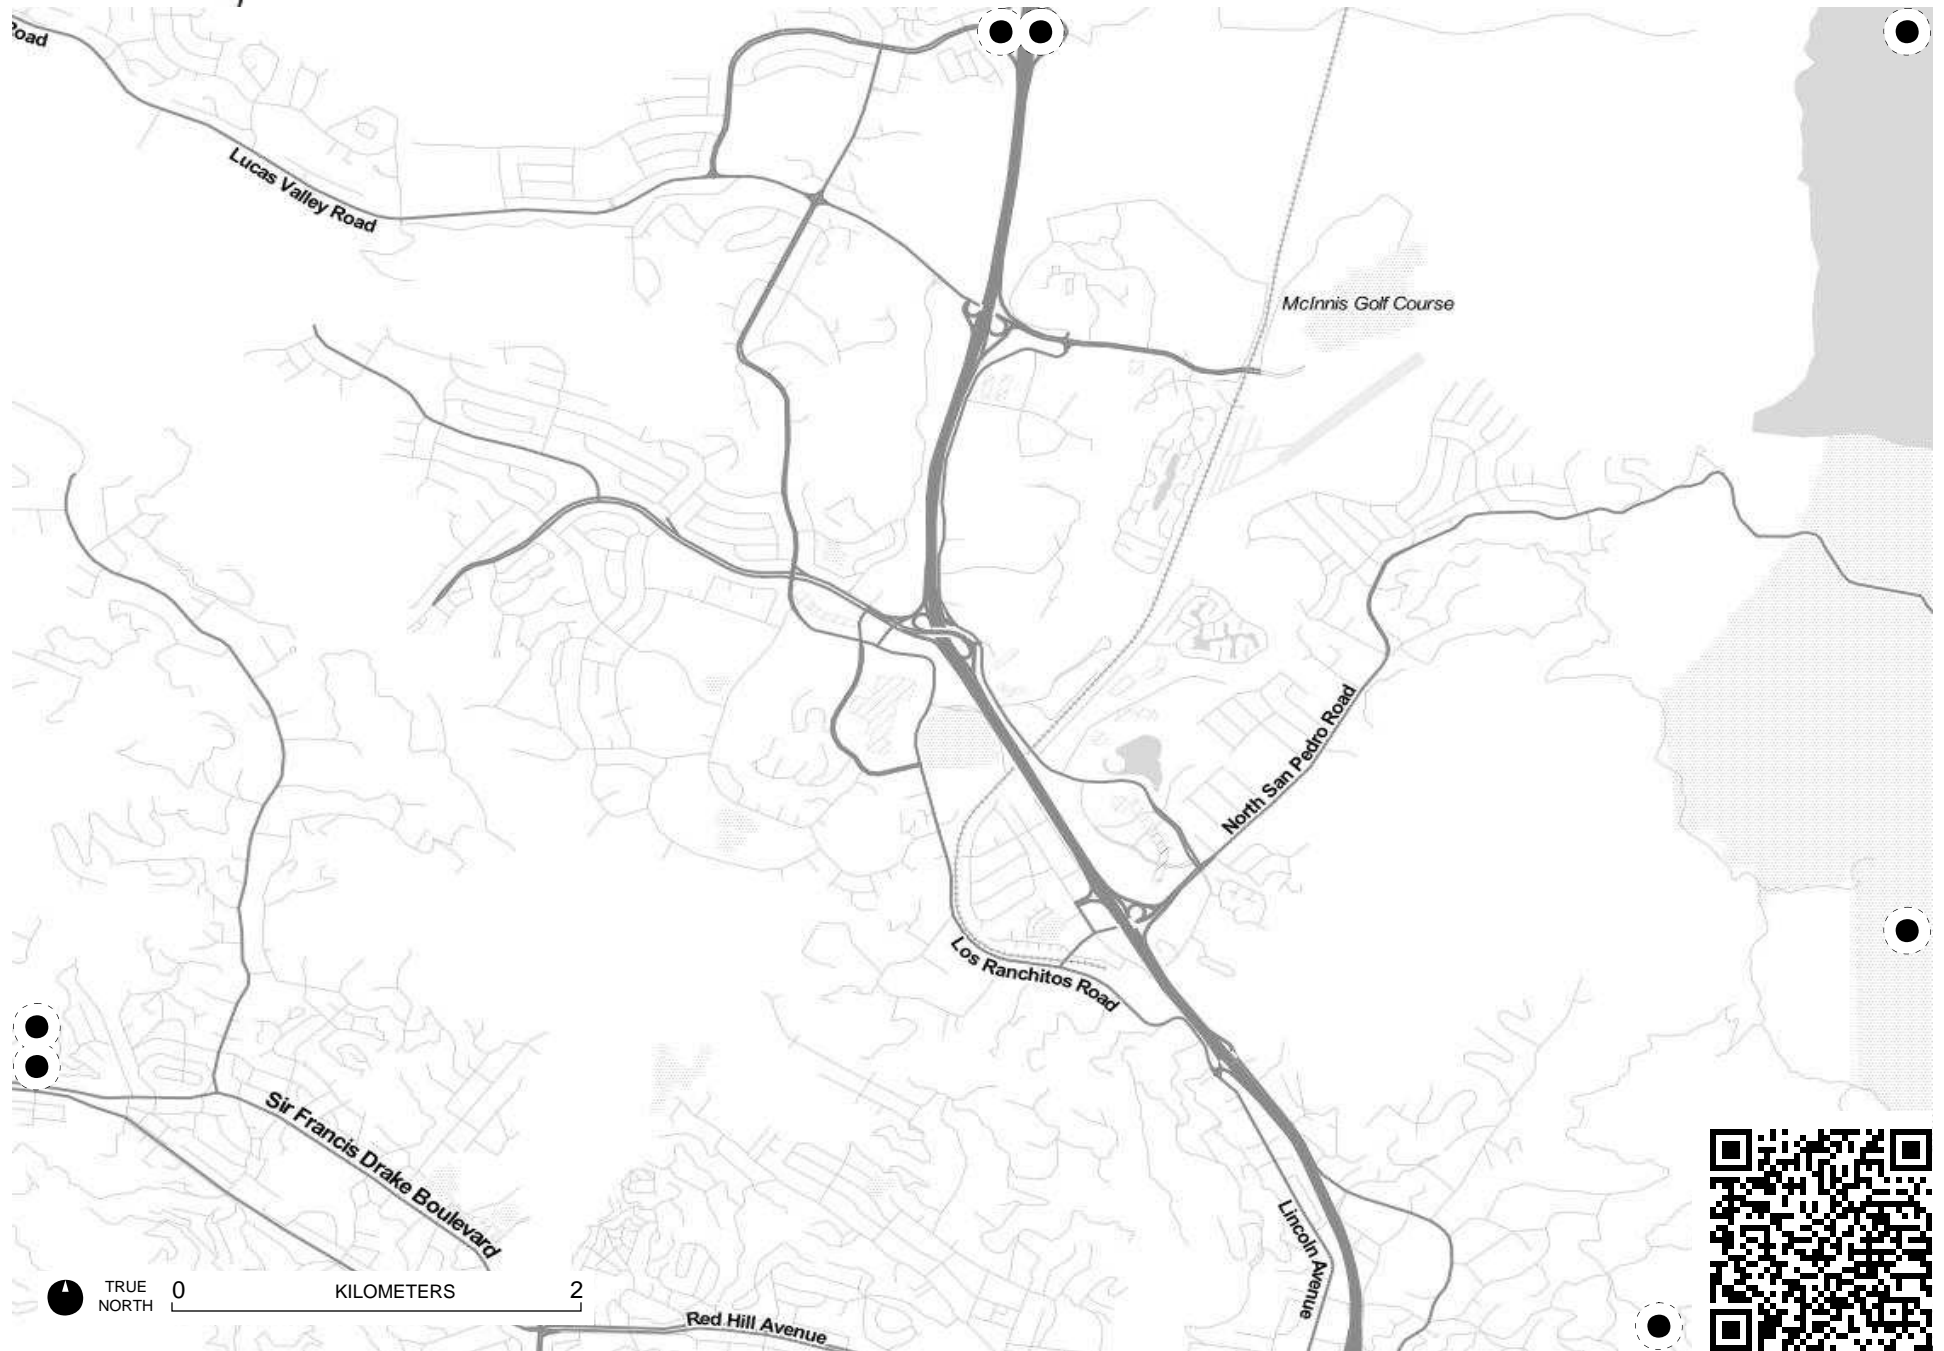 Road
Lucas Valley Road
McInnis Golf Course
North San Pedro Road
Los Ranchitos Road
Sir Francis Drake Boulevard
Lincoln Avenue
TRUE
NORTH
0 KILOMETERS 2
Red Hill Avenue